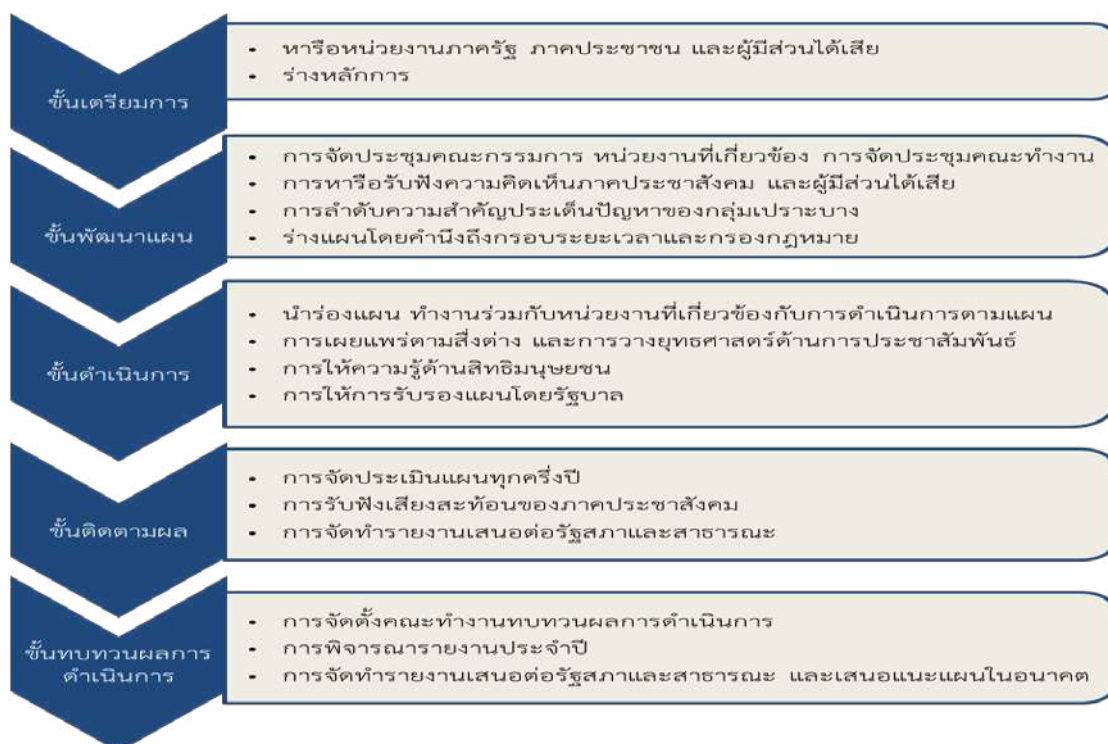 ขั้นเตรียมการ
• หารือหน่วยงานภาครัฐ ภาคประชาชน และผู้มีส่วนได้เสีย
• ร่างหลักการ
ขั้นพัฒนาแผน
• การจัดประชุมคณะกรรมการ หน่วยงานที่เกี่ยวข้อง การจัดประชุมคณะทำงาน
• การหารือรับฟังความคิดเห็นภาคประชาสังคม และผู้มีส่วนได้เสีย
• การลำดับความสำคัญประเด็นปัญหาของกลุ่มเปราะบาง
• ร่างแผนโดยคำนึงถึงกรอบระยะเวลาและกรองกฎหมาย
ขั้นดำเนินการ
• นำร่องแผน ทำงานร่วมกับหน่วยงานที่เกี่ยวข้องกับการดำเนินการตามแผน
• การเผยแพร่ตามสื่งต่าง และการวางยุทธศาสตร์ด้านการประชาสัมพันธ์
• การให้ความรู้ด้านสิทธิมนุษยชน
• การให้การรับรองแผนโดยรัฐบาล
ขั้นติดตามผล
• การจัดประเมินแผนทุกครึ่งปี
• การรับฟังเสียงสะท้อนของภาคประชาสังคม
• การจัดทำรายงานเสนอต่อรัฐสภาและสาธารณะ
ขั้นทบทวนผลการ
ดำเนินการ
• การจัดตั้งคณะทำงานทบทวนผลการดำเนินการ
• การพิจารณารายงานประจำปี
• การจัดทำรายงานเสนอต่อรัฐสภาและสาธารณะ และเสนอแนะแผนในอนาคต